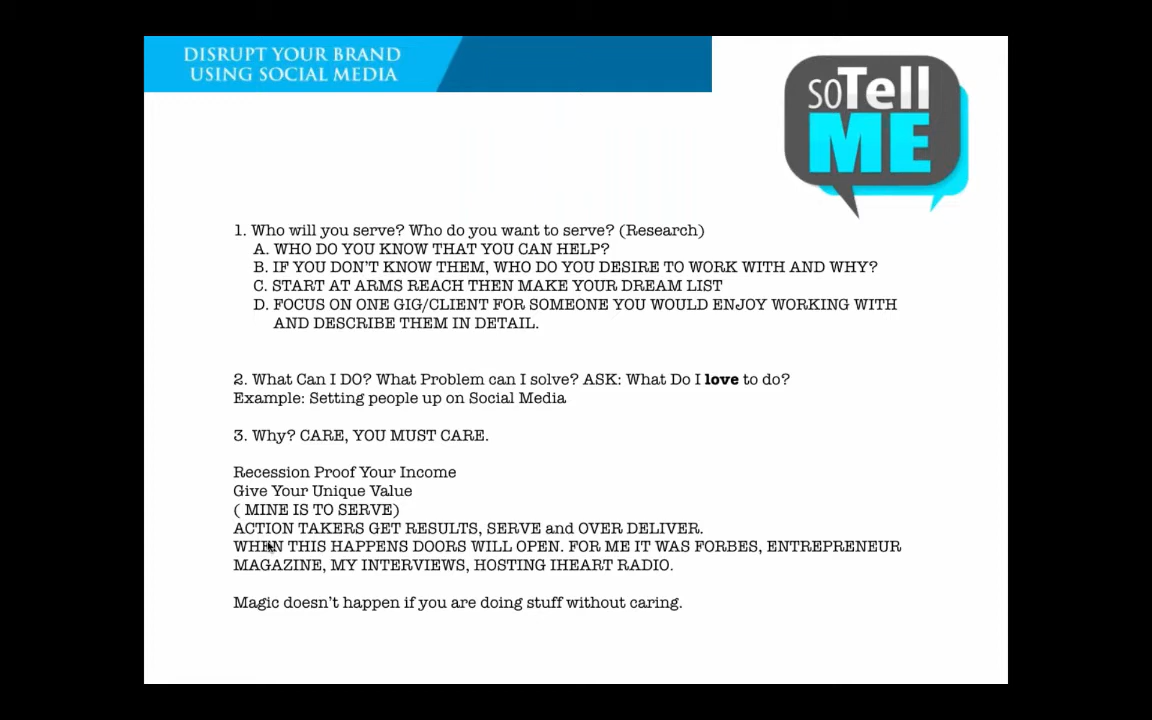 DISRUPT YOUR BRAND
USING SOCIAL MEDIA
soTell
ME
1. Who will you serve? Who do you want to serve? (Research)
A. WHO DO YOU KNOW THAT YOU CAN HELP?
B. IF YOU DON'T KNOW THEM, WHO DO YOU DESIRE TO WORK WITH AND WHY?
C. START AT ARMS REACH THEN MAKE YOUR DREAM LIST
D. FOCUS ON ONE GIG/CLIENT FOR SOMEONE YOU WOULD ENJOY WORKING WITH
AND DESCRIBE THEM IN DETAIL.
2. What Can I DO? What Problem can I solve? ASK: What Do I love to do?
Example: Setting people up on Social Media
3. Why? CARE, YOU MUST CARE.
Recession Proof Your Income
Give Your Unique Value
( MINE IS TO SERVE)
ACTION TAKERS GET RESULTS, SERVE and OVER DELIVER.
WHEN THIS HAPPENS DOORS WILL OPEN. FOR ME IT WAS FORBES, ENTREPRENEUR
MAGAZINE, MY INTERVIEWS, HOSTING IHEART RADIO.
Magic doesn't happen if you are doing stuff without caring.